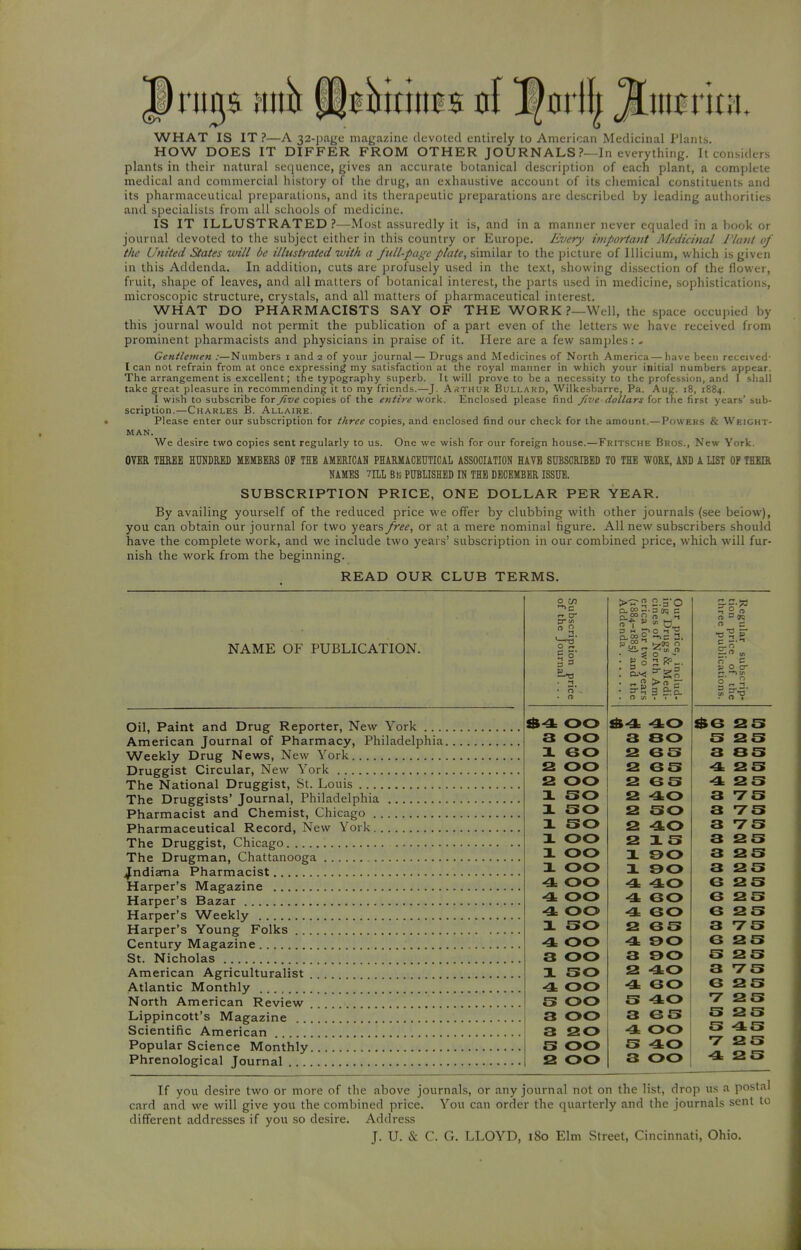 Drugs and Medicines of North America.
WHAT IS IT?—A 32-page magazine devoted entirely to American Medicinal Plants.
HOW DOES IT DIFFER FROM OTHER JOURNALS?—In everything. It considers
plants in their natural sequence, gives an accurate botanical description of each plant, a complete
medical and commercial history of the drug, an exhaustive account of its chemical constituents and
its pharmaceutical preparations, and its therapeutic preparations are described by leading authorities
and specialists from all schools of medicine.
IS IT ILLUSTRATED?—Most assuredly it is, and in a manner never equaled in a book or
journal devoted to the subject either in this country or Europe. Every important Medicinal Plant of
the United States will be illustrated with a full-page plate, similar to the picture of Illicium, which is given
in this Addenda. In addition, cuts are profusely used in the text, showing dissection of the flower,
fruit, shape of leaves, and all matters of botanical interest, the parts used in medicine, sophistications,
microscopic structure, crystals, and all matters of pharmaceutical interest.
WHAT DO PHARMACISTS SAY OF THE WORK?—Well, the space occupied by
this journal would not permit the publication of a part even of the letters we have received from
prominent pharmacists and physicians in praise of it. Here are a few samples:
Gentlemen:—Numbers 1 and 2 of your journal—Drugs and Medicines of North America—have been received.
I can not refrain from at once expressing my satisfaction at the royal manner in which your initial numbers appear.
The arrangement is excellent; the typography superb. It will prove to be a necessity to the profession, and I shall
take great pleasure in recommending it to my friends.—J. Arthur Bullard, Wilkesbarre, Pa. Aug. 18, 1884.
I wish to subscribe for five copies of the entire work. Enclosed please find five dollars for the first years' sub-
scription.—Charles B. Allaire.
Please enter our subscription for three copies, and enclosed find our check for the amount.—Powers & Weight-
man.
We desire two copies sent regularly to us. One we wish for our foreign house.—Fritsche Bros., New York.
OVER THREE HUNDRED MEMBERS OF THE AMERICAN PHARMACEUTICAL ASSOCIATION HAVE SUBSCRIBED TO THE WORK, AND A LIST OF THEIR
NAMES WILL BE PUBLISHED IN THE DECEMBER ISSUE.
SUBSCRIPTION PRICE, ONE DOLLAR PER YEAR.
By availing yourself of the reduced price we offer by clubbing with other journals (see below),
you can obtain our journal for two years free, or at a mere nominal figure. All new subscribers should
have the complete work, and we include two years' subscription in our combined price, which will fur-
nish the work from the beginning.
READ OUR CLUB TERMS.
NAME OF PUBLICATION.
Subscription price
of the Journal
Our price, includ-
ing Drugs & Medi-
cines of North Am-
erica for two years
(1884-1885) and Ad-
denda
Regular subscrip-
tion price of the
three publications.
Oil, Paint and Drug Reporter, New York $4 00 $4 40 $6 25
American Journal of Pharmacy, Philadelphia 3 00 3 80 5 25
Weekly Drug News, New York 1 60 2 65 3 85
Druggist Circular, New York 2 00 2 65 4 25
The National Druggist, St. Louis 2 00 2 65 4 25
The Druggists' Journal, Philadelphia 1 50 2 40 3 75
Pharmacist and Chemist, Chicago 1 50 2 50 3 75
Pharmaceutical Record, New York 1 50 2 40 3 75
The Druggist, Chicago 1 00 2 15 3 25
The Drugman, Chattanooga 1 00 1 90 3 25
Indiana Pharmacist 1 00 1 90 3 25
Harper's Magazine 4 00 4 40 6 25
Harper's Bazar 4 00 4 60 6 25
Harper's Weekly 4 00 4 60 6 25
Harper's Young Folks 1 50 2 65 3 75
Century Magazine 4 00 4 90 6 25
St. Nicholas 3 00 3 90 5 25
American Agriculturalist 1 50 2 40 3 75
Atlantic Monthly 4 00 4 60 6 25
North American Review 5 00 5 40 7 25
Lippincott's Magazine 3 00 3 65 5 25
Scientific American 3 20 4 00 5 45
Popular Science Monthly 5 00 5 40 7 25
Phrenological Journal 2 00 3 00 4 25
If you desire two or more of the above journals, or any journal not on the list, drop us a postal
card and we will give you the combined price. You can order the quarterly and the journals sent to
different addresses if you so desire. Address
J. U. & C. G. LLOYD, 180 Elm Street, Cincinnati, Ohio.